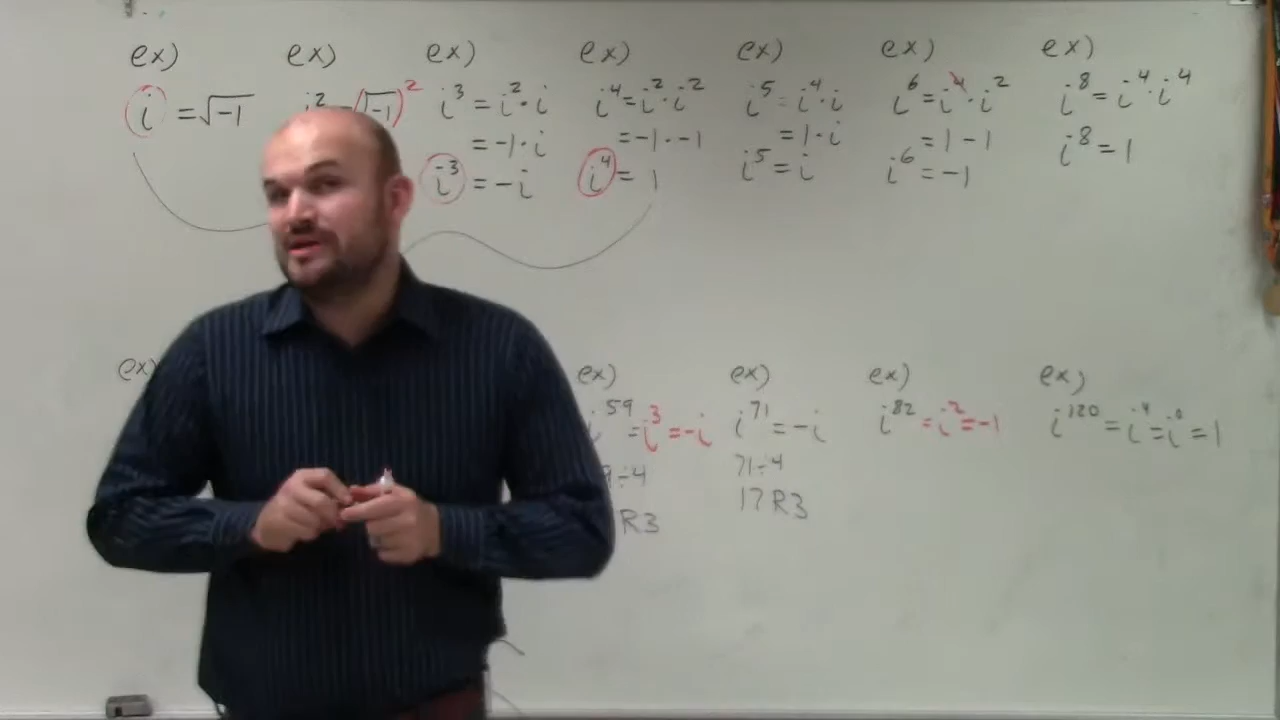 ex) ex) ex) ex) ex) ex) ex)
i = √-1 i² = (√-1)² i³ = i² · i i⁴ = i² · i² i⁵ = i⁴ · i i⁶ = i⁴ · i² i⁸ = i⁴ · i⁴
= -1 · i = -1 · -1 = 1 · i = 1 - 1 i⁸ = 1
i³ = -i i⁴ = 1 i⁵ = i i⁶ = -1
ex) ex) ex) ex) ex)
i⁵⁹ = i³ = -i i⁷¹ = -i i⁸² = i² = -1 i¹²⁰ = i⁴ = i⁰ = 1
9 ÷ 4 71 ÷ 4
R3 17 R3